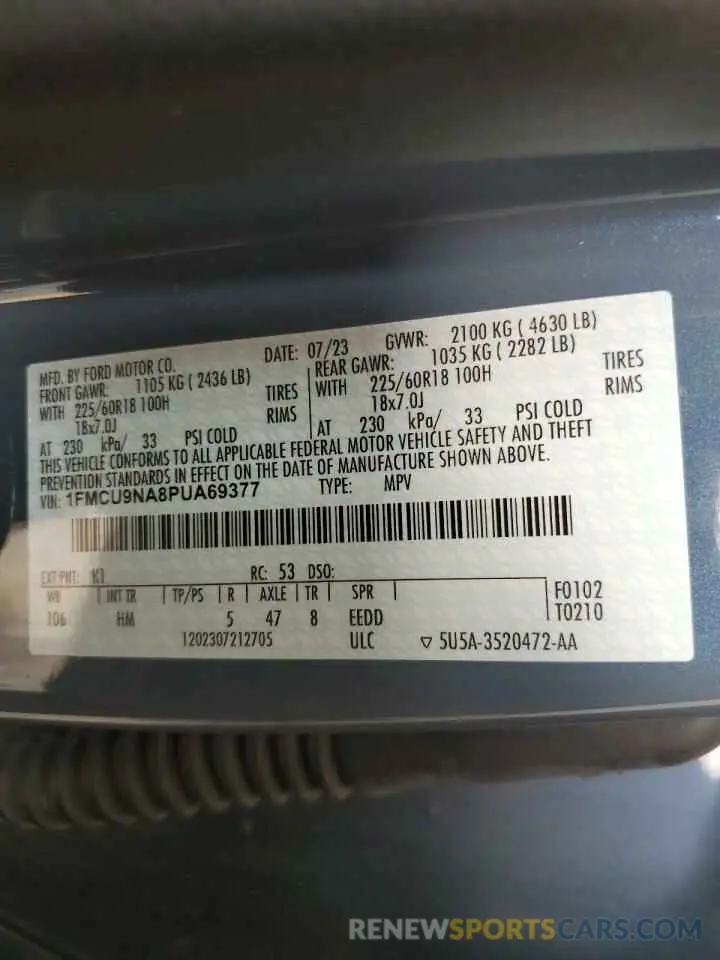 MFD. BY FORD MOTOR CO. DATE: 07/23 GVWR: 2100 KG ( 4630 LB)
FRONT GAWR: 1105 KG ( 2436 LB) REAR GAWR: 1035 KG ( 2282 LB)
WITH 225/60R18 100H TIRES WITH 225/60R18 100H TIRES
18x7.0J RIMS 18x7.0J RIMS
AT 230 kPa/ 33 PSI COLD AT 230 kPa/ 33 PSI COLD
THIS VEHICLE CONFORMS TO ALL APPLICABLE FEDERAL MOTOR VEHICLE SAFETY AND THEFT
PREVENTION STANDARDS IN EFFECT ON THE DATE OF MANUFACTURE SHOWN ABOVE.
VIN: 1FMCU9NA8PUA69377 TYPE: MPV
EXT PNT: K1 RC: 53 DSO:
WB INT TR TP/PS R AXLE TR SPR F0102
106 HM 5 47 8 EEDD T0210
1202307212705 ULC ▽ 5U5A-3520472-AA
RENEWSPORTSCARS.COM